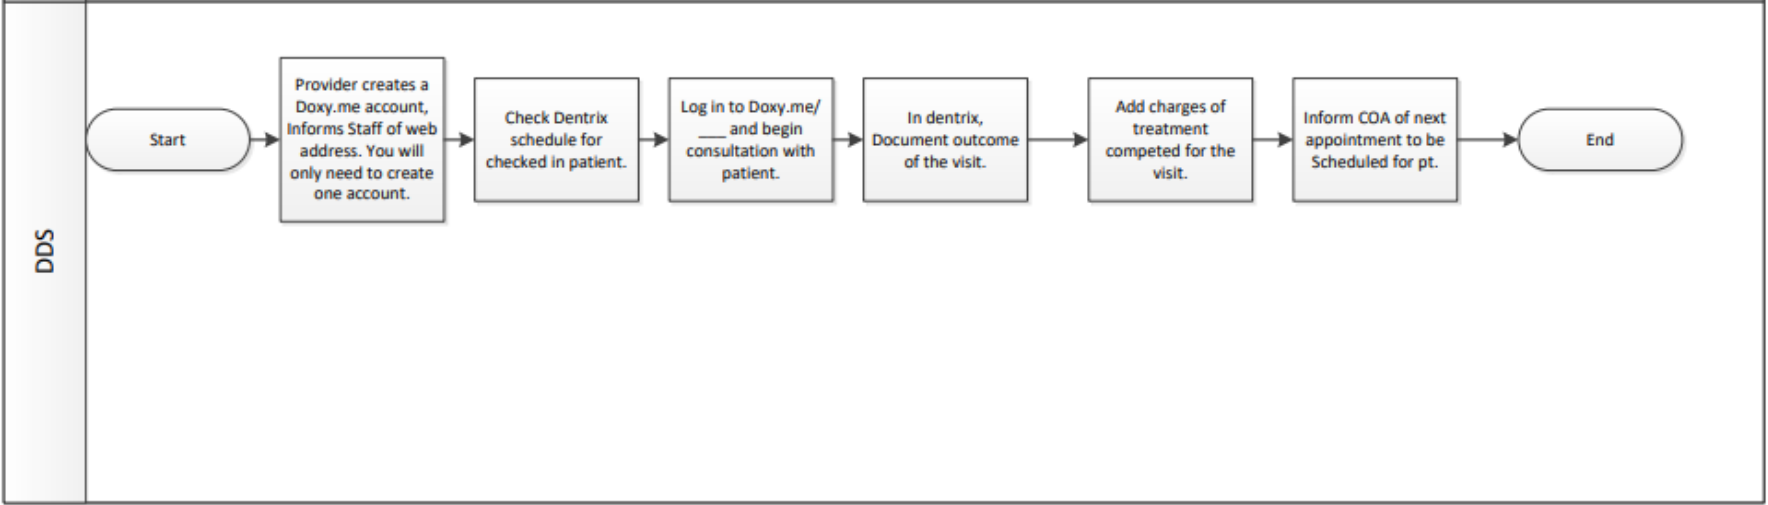 DDS
Start
Provider creates a
Doxy.me account,
Informs Staff of web
address. You will
only need to create
one account.
Check Dentrix
schedule for
checked in patient.
Log in to Doxy.me/
___ and begin
consultation with
patient.
In dentrix,
Document outcome
of the visit.
Add charges of
treatment
competed for the
visit.
Inform COA of next
appointment to be
Scheduled for pt.
End